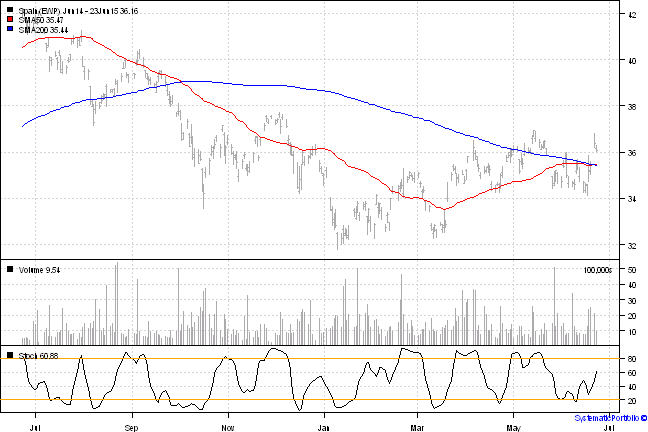 Spain (EWP) Jun 14 - 23Jun15 36.16
SMA50 35.47
SMA200 35.44
42
40
38
36
34
32
Volume 9.54
100,000s
50
40
30
20
10
Stoch 60.88
80
60
40
20
Jul Sep Nov Jan Mar May Jul
SystematicPortfolio ©